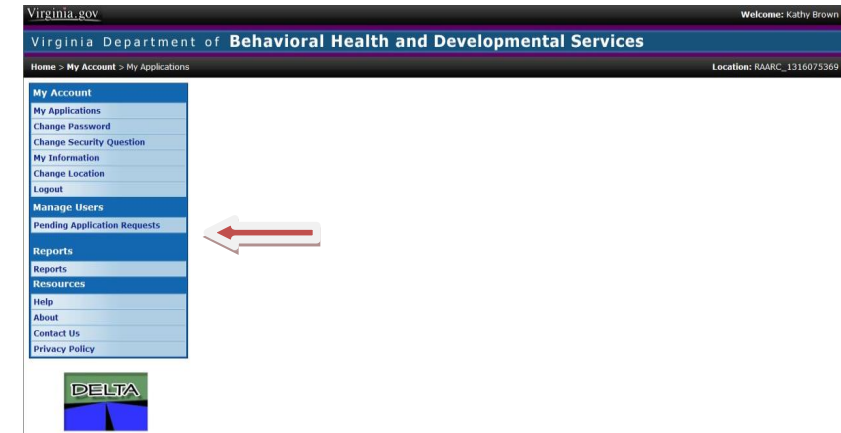 Virginia.gov
Welcome: Kathy Brown
Virginia Department of Behavioral Health and Developmental Services
Home > My Account > My Applications
Location: RAARC_1316075369
My Account
My Applications
Change Password
Change Security Question
My Information
Change Location
Logout
Manage Users
Pending Application Requests
Reports
Reports
Resources
Help
About
Contact Us
Privacy Policy
DELTA